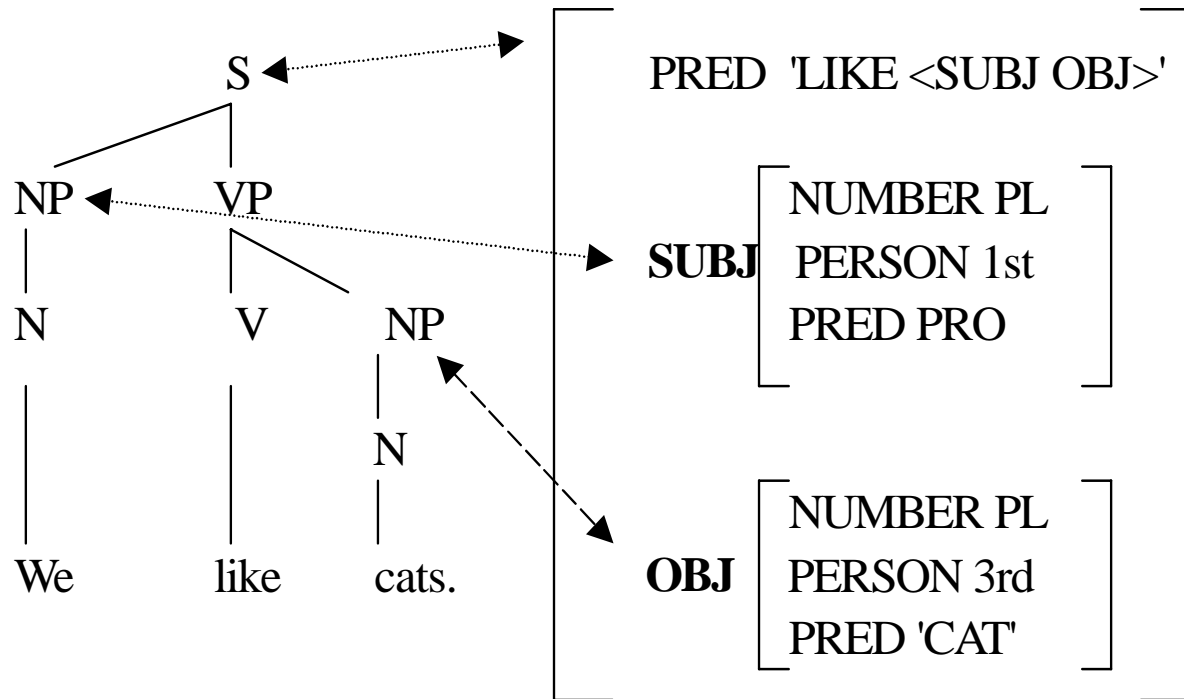 S
PRED 'LIKE <SUBJ OBJ>'
NP VP
NUMBER PL
SUBJ PERSON 1st
PRED PRO
N V NP
N
NUMBER PL
We like cats.
OBJ PERSON 3rd
PRED 'CAT'